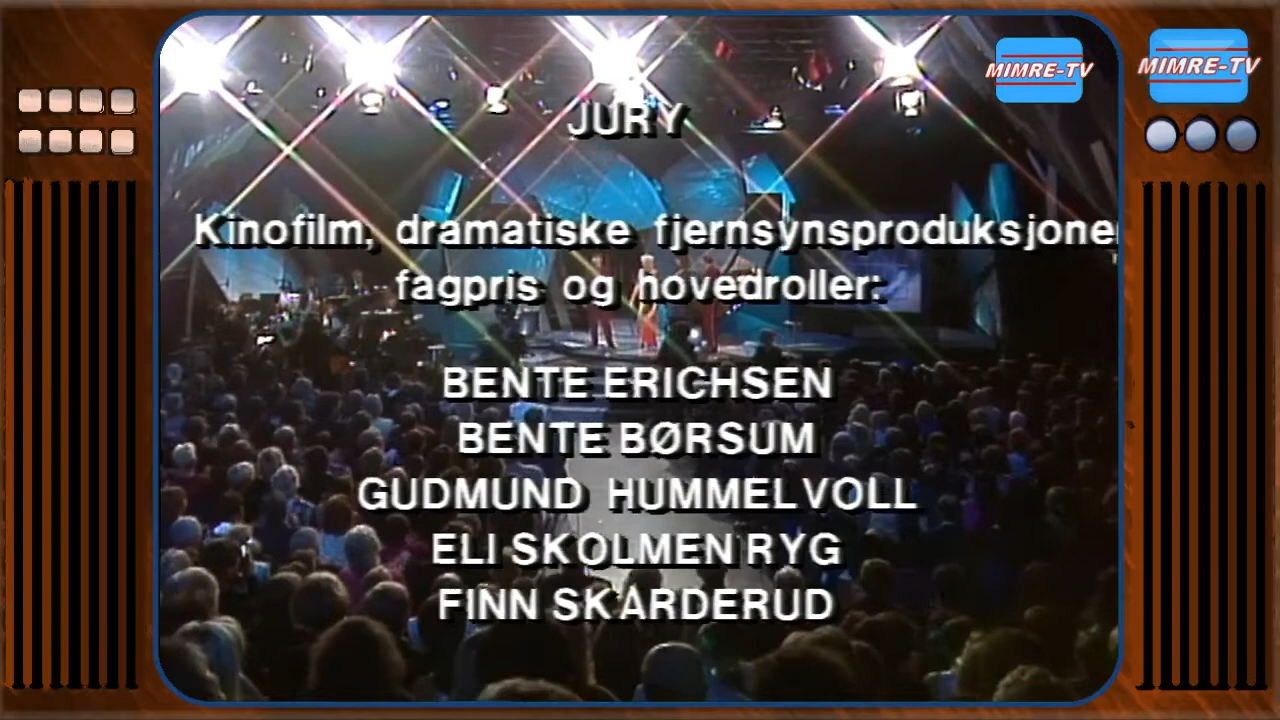 MIMRE-TV
MIMRE-TV
JURY
Kinofilm, dramatiske fjernsynsproduksjoner
fagpris og hovedroller:
BENTE ERICHSEN
BENTE BØRSUM
GUDMUND HUMMELVOLL
ELI SKOLMEN RYG
FINN SKÅRDERUD